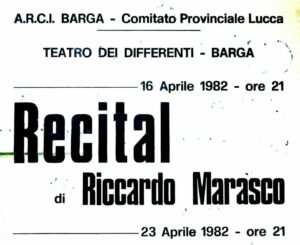 A.R.C.I. BARGA - Comitato Provinciale Lucca
TEATRO DEI DIFFERENTI - BARGA
16 Aprile 1982 - ore 21
Recital
di Riccardo Marasco
23 Aprile 1982 - ore 21